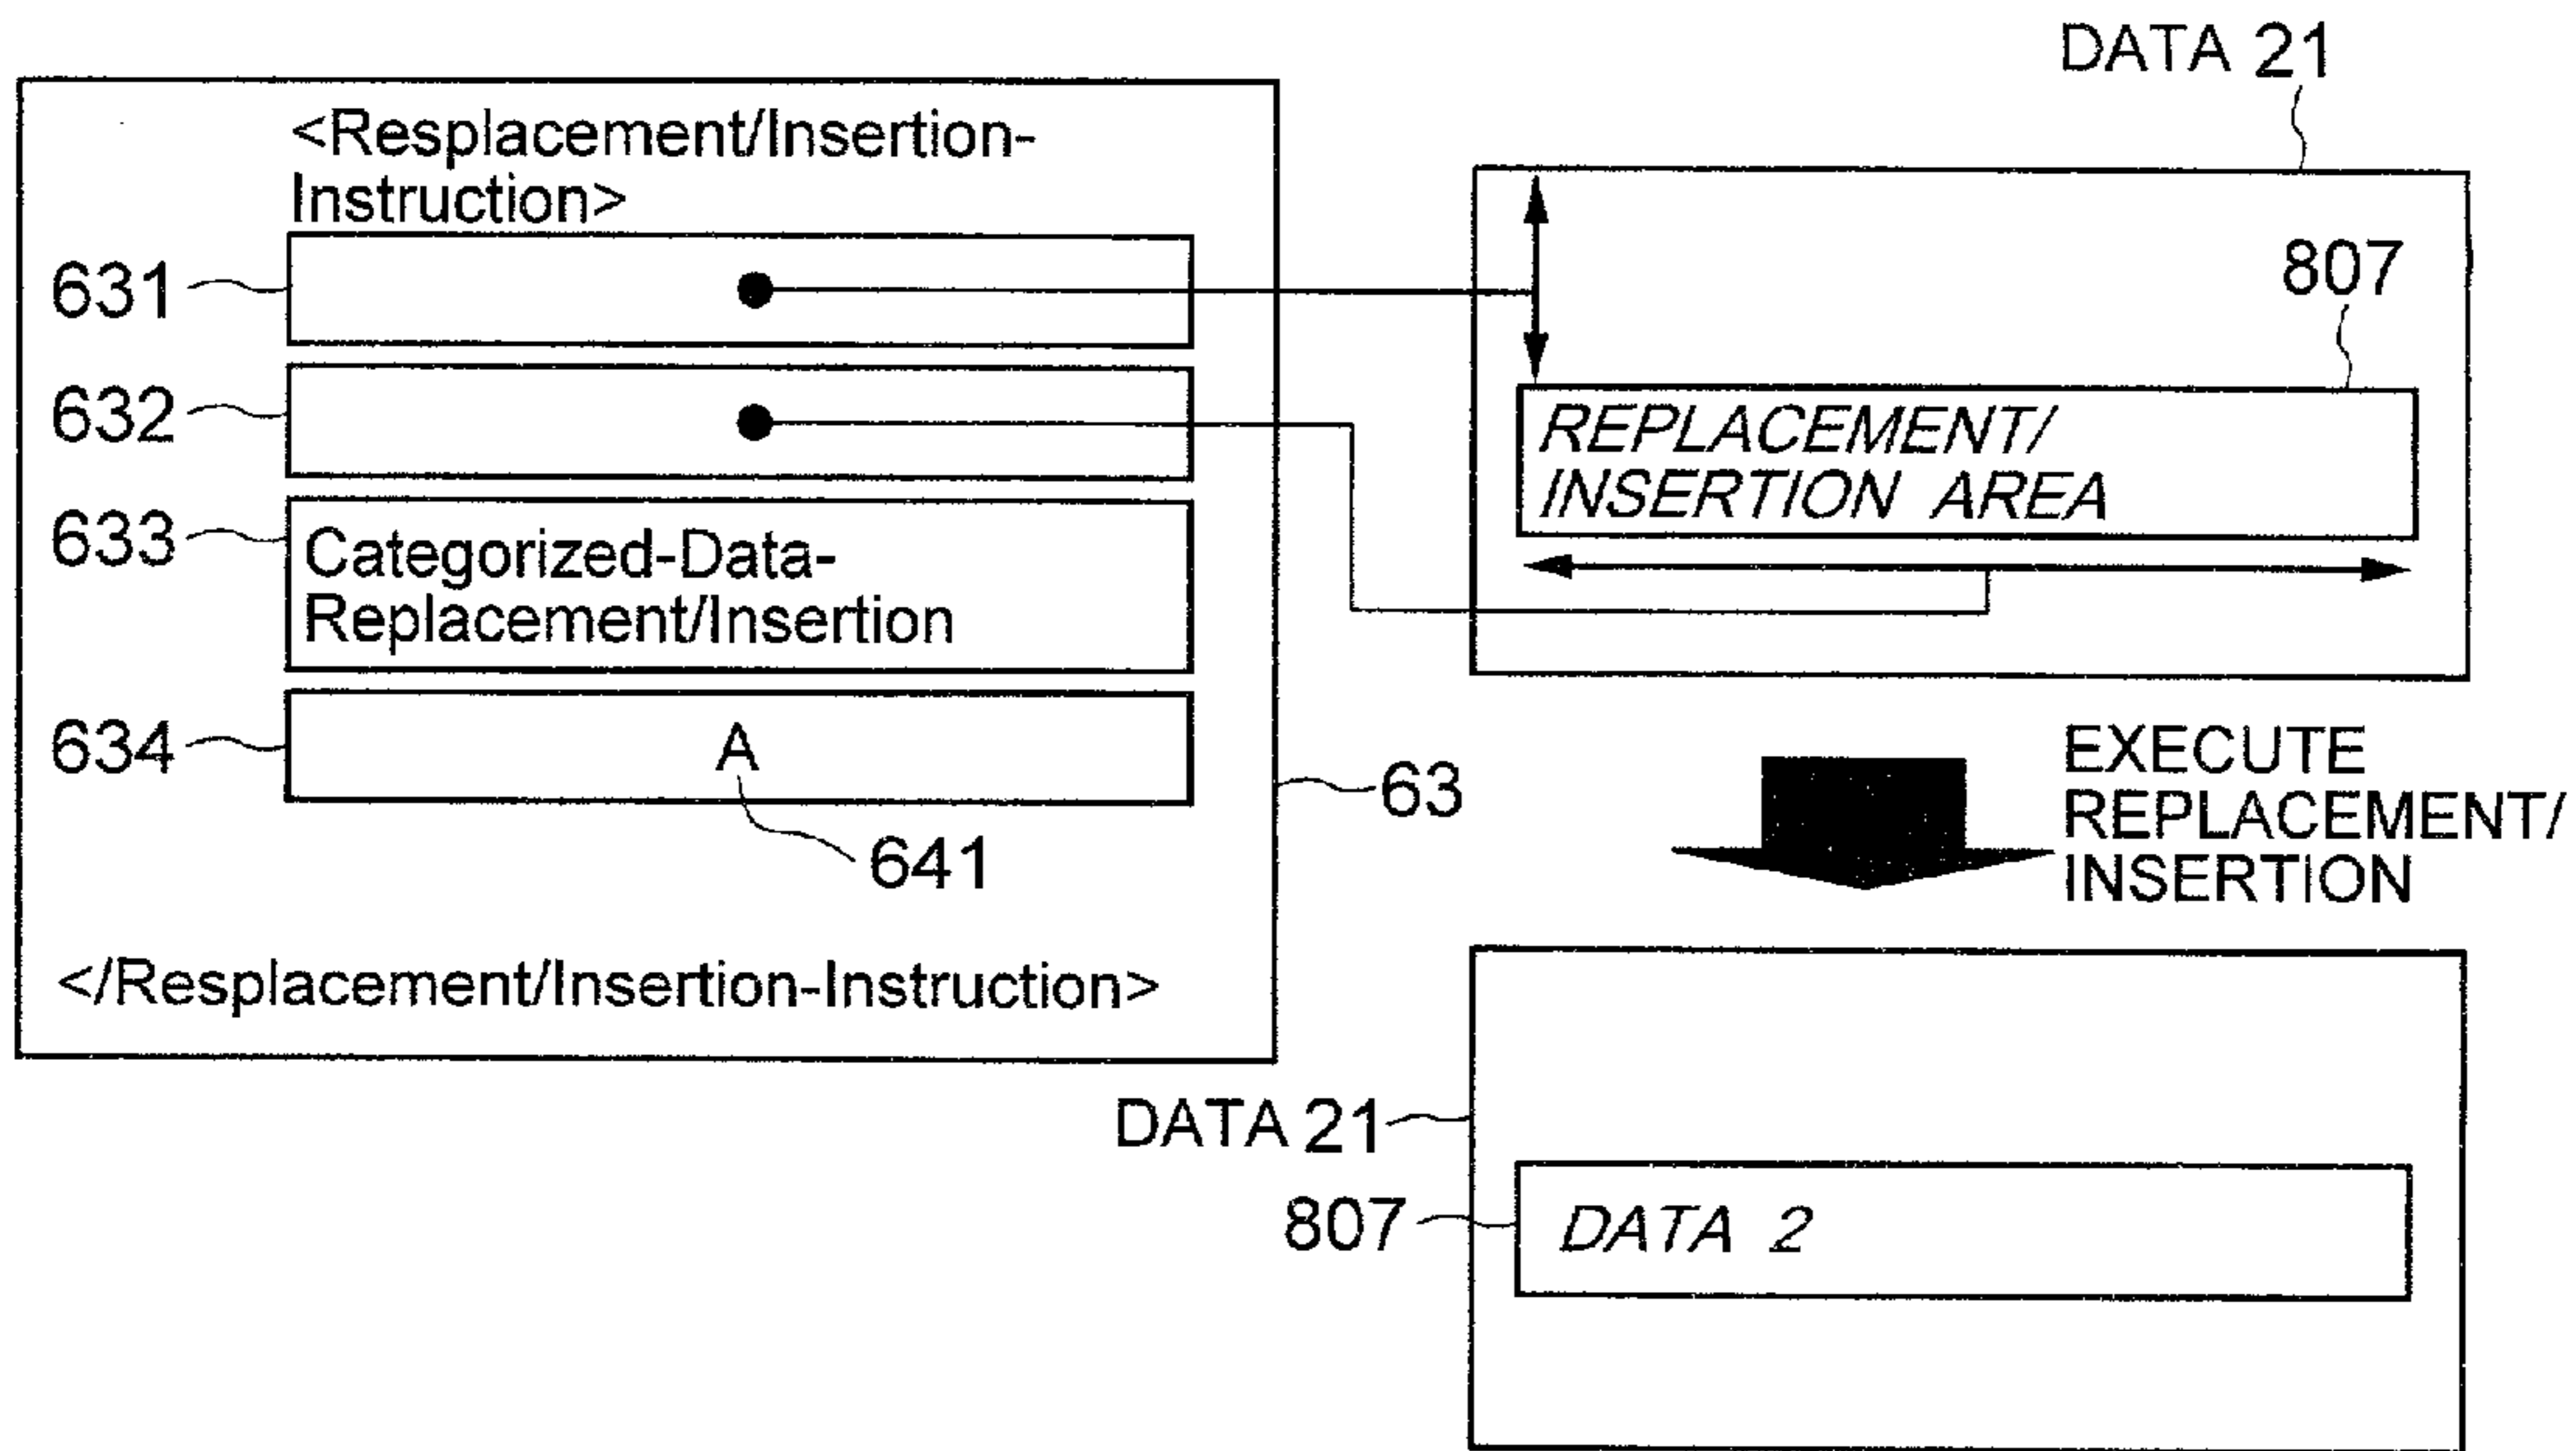 <Resplacement/Insertion-
Instruction>
631
632
633
Categorized-Data-
Replacement/Insertion
634
A
641
63
</Resplacement/Insertion-Instruction>
DATA 21
807
REPLACEMENT/
INSERTION AREA
EXECUTE
REPLACEMENT/
INSERTION
DATA 21
807
DATA 2